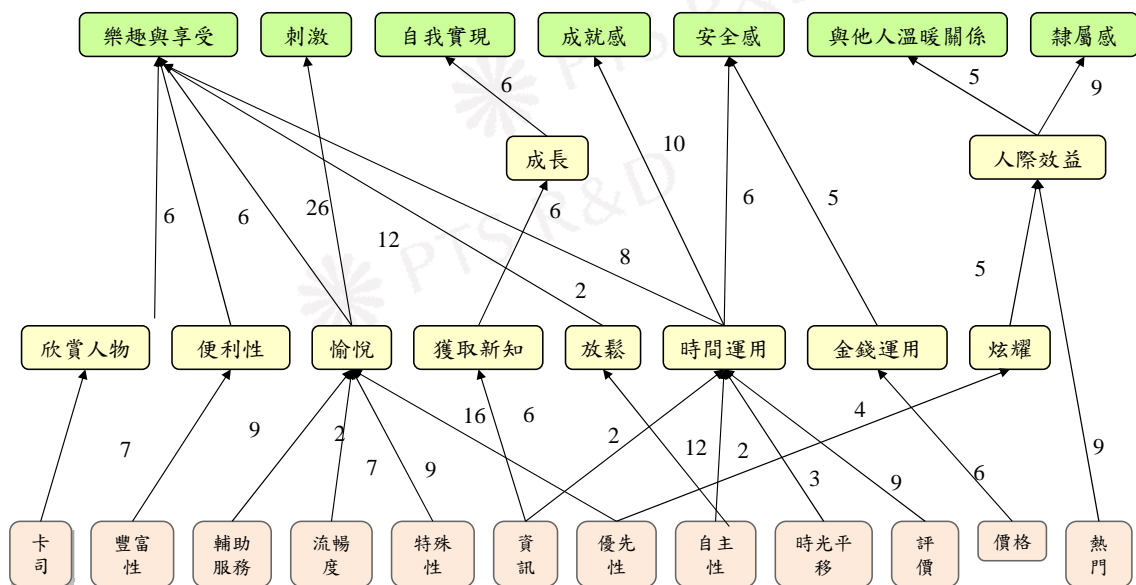 樂趣與享受
刺激
自我實現
成就感
安全感
與他人溫暖關係
隸屬感
6
5
9
成長
10
人際效益
6
6
26
12
6
8
2
6
5
5
欣賞人物
便利性
愉悅
獲取新知
放鬆
時間運用
金錢運用
炫耀
7
9
2
7
9
16
6
2
12
2
3
9
4
6
9
卡
司
豐富
性
輔助
服務
流暢
度
特殊
性
資
訊
優先
性
自主
性
時光平
移
評
價
價格
熱
門
PTS R&D